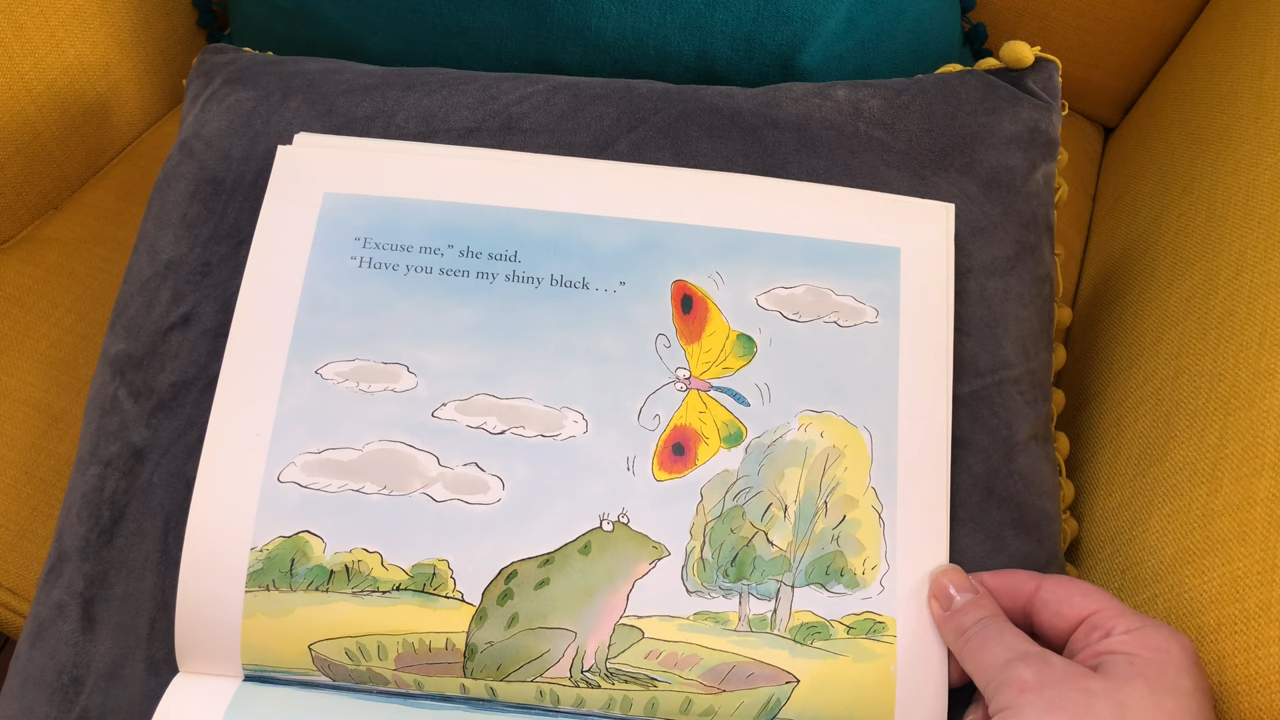 “Excuse me,” she said.
“Have you seen my shiny black . . .”